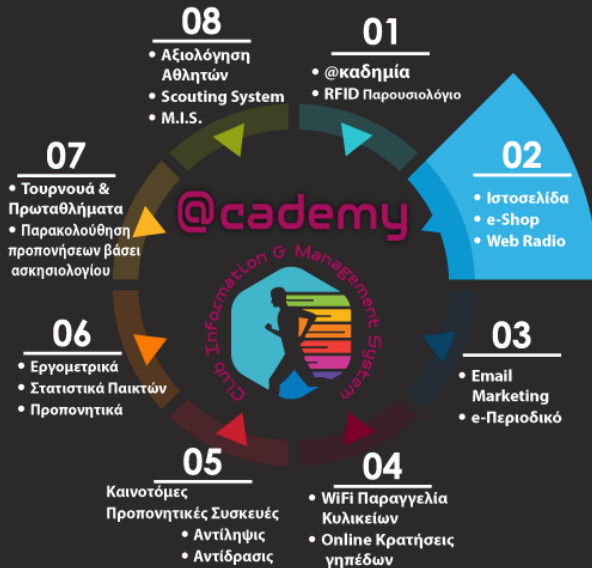 01
• @καδημία
• RFID Παρουσιολόγιο
02
• Ιστοσελίδα
• e-Shop
• Web Radio
03
• Email
Marketing
• e-Περιοδικό
04
• WiFi Παραγγελία
Κυλικείων
• Online Κρατήσεις
γηπέδων
05
Καινοτόμες
Προπονητικές Συσκευές
• Αντίληψις
• Αντίδρασις
06
• Εργομετρικά
• Στατιστικά Παικτών
• Προπονητικά
07
• Τουρνουά &
Πρωταθλήματα
• Παρακολούθηση
προπονήσεων βάσει
ασκησιολογίου
08
• Αξιολόγηση
Αθλητών
• Scouting System
• M.I.S.
@cademy
Club Information & Management System